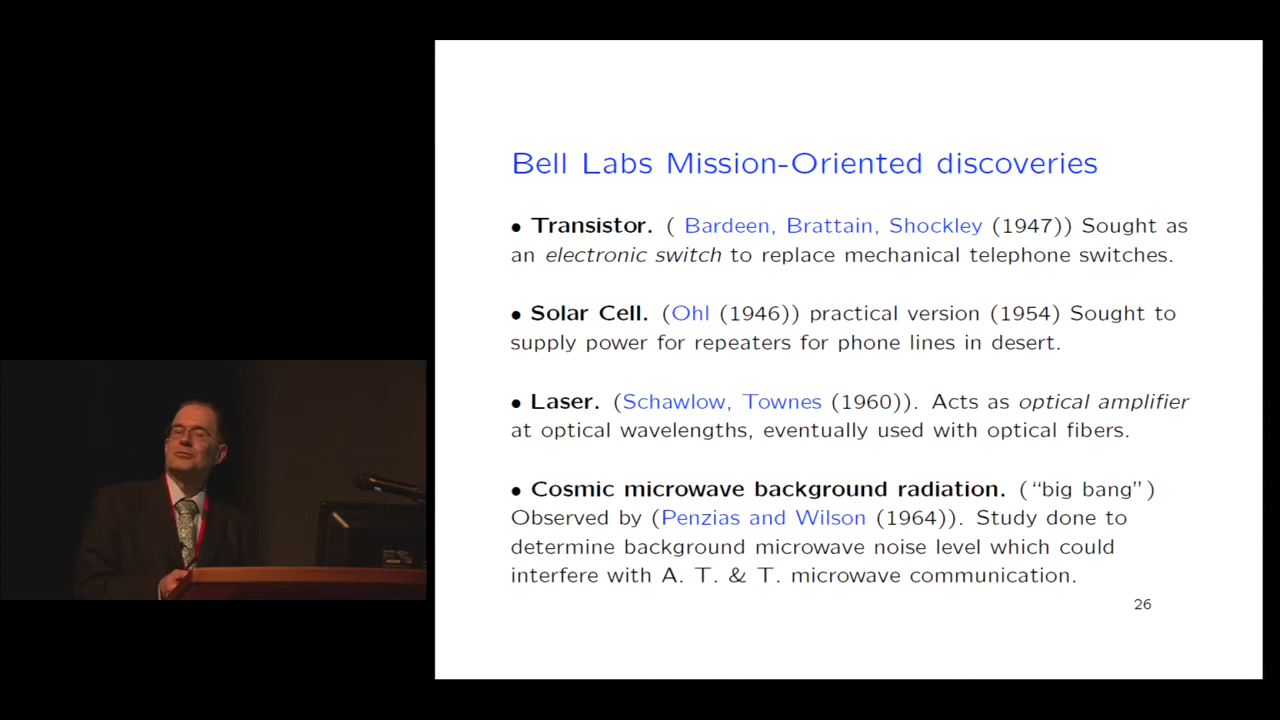 Bell Labs Mission-Oriented discoveries
• Transistor. ( Bardeen, Brattain, Shockley (1947)) Sought as
an electronic switch to replace mechanical telephone switches.
• Solar Cell. (Ohl (1946)) practical version (1954) Sought to
supply power for repeaters for phone lines in desert.
• Laser. (Schawlow, Townes (1960)). Acts as optical amplifier
at optical wavelengths, eventually used with optical fibers.
• Cosmic microwave background radiation. (“big bang”)
Observed by (Penzias and Wilson (1964)). Study done to
determine background microwave noise level which could
interfere with A. T. & T. microwave communication.
26